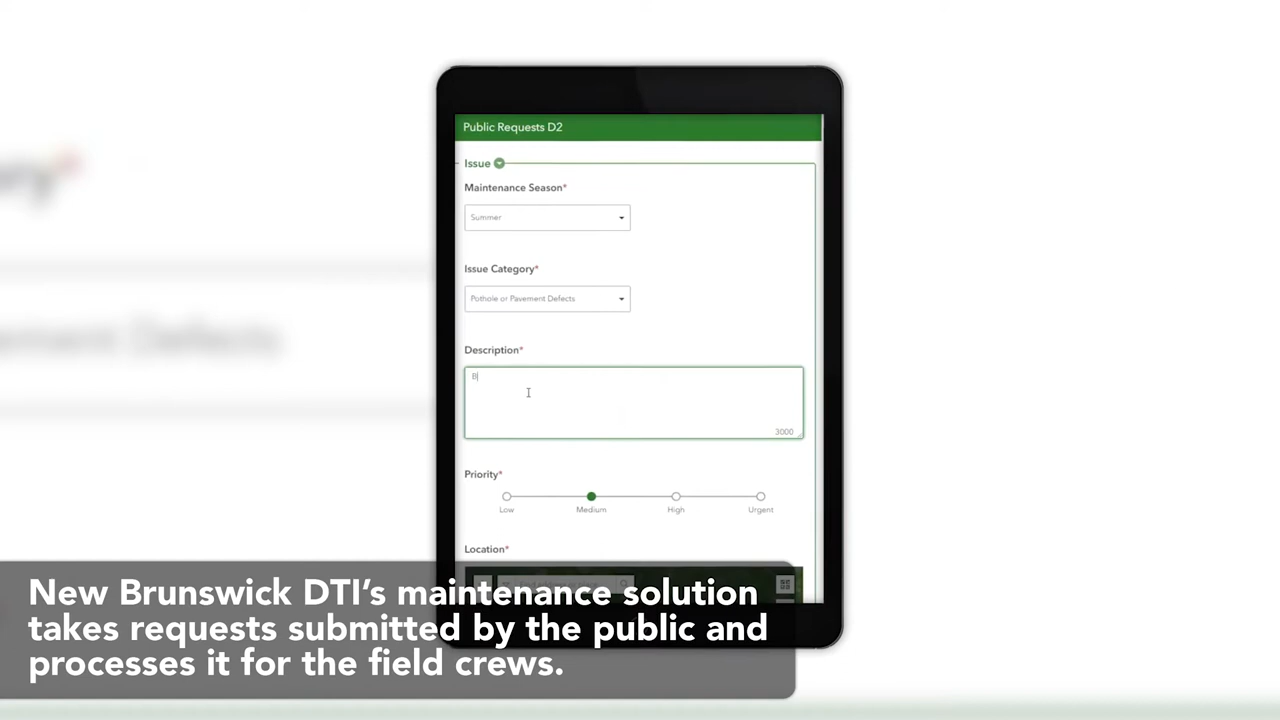 Public Requests D2
Issue
Maintenance Season*
Summer
Issue Category*
Pothole or Pavement Defects
Description*
B
3000
Priority*
Low
Medium
High
Urgent
Location*
New Brunswick DTI's maintenance solution
takes requests submitted by the public and
processes it for the field crews.